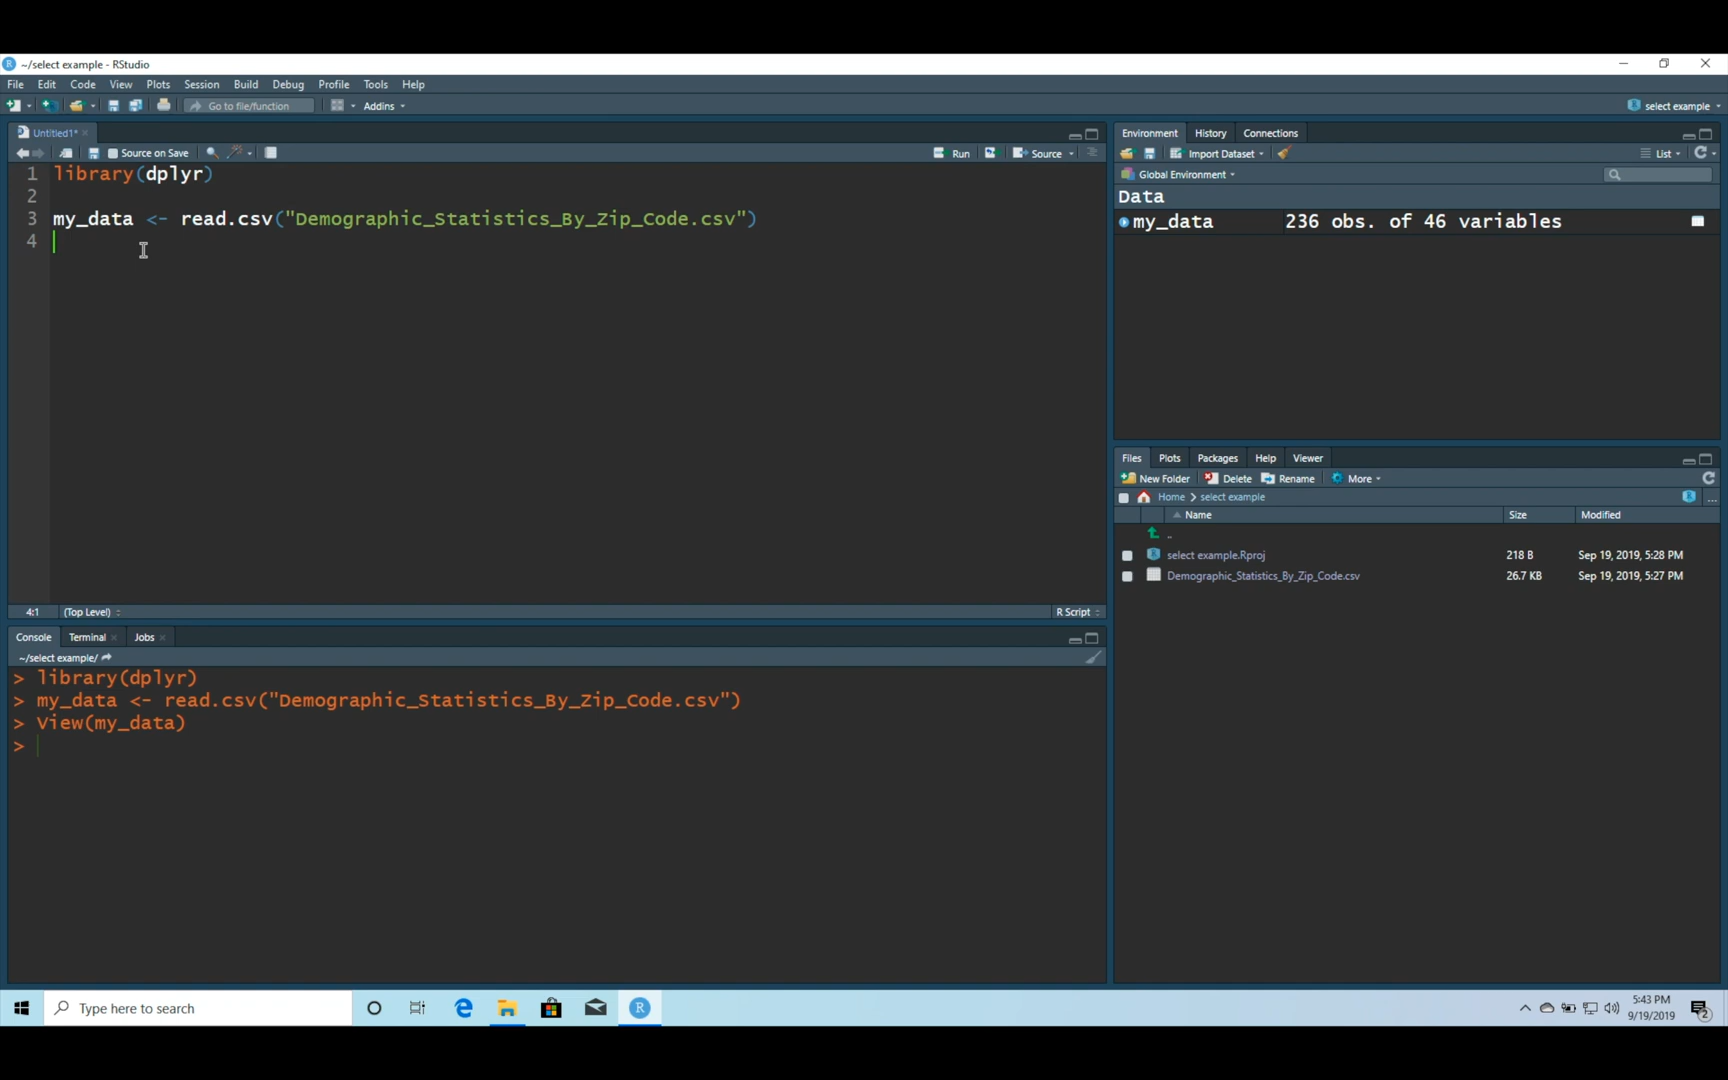 ~/select example - RStudio
File Edit Code View Plots Session Build Debug Profile Tools Help
Go to file/function Addins select example
Untitled1*
Source on Save Run Source
1 library(dplyr)
2
3 my_data <- read.csv("Demographic_Statistics_By_Zip_Code.csv")
4
4:1 (Top Level) R Script
Console Terminal Jobs
~/select example/
> library(dplyr)
> my_data <- read.csv("Demographic_Statistics_By_Zip_Code.csv")
> View(my_data)
>
Environment History Connections
Import Dataset List
Global Environment
Data
my_data 236 obs. of 46 variables
Files Plots Packages Help Viewer
New Folder Delete Rename More
Home select example ...
Name Size Modified
..
select example.Rproj 218 B Sep 19, 2019, 5:28 PM
Demographic_Statistics_By_Zip_Code.csv 26.7 KB Sep 19, 2019, 5:27 PM
Type here to search
5:43 PM
9/19/2019
2